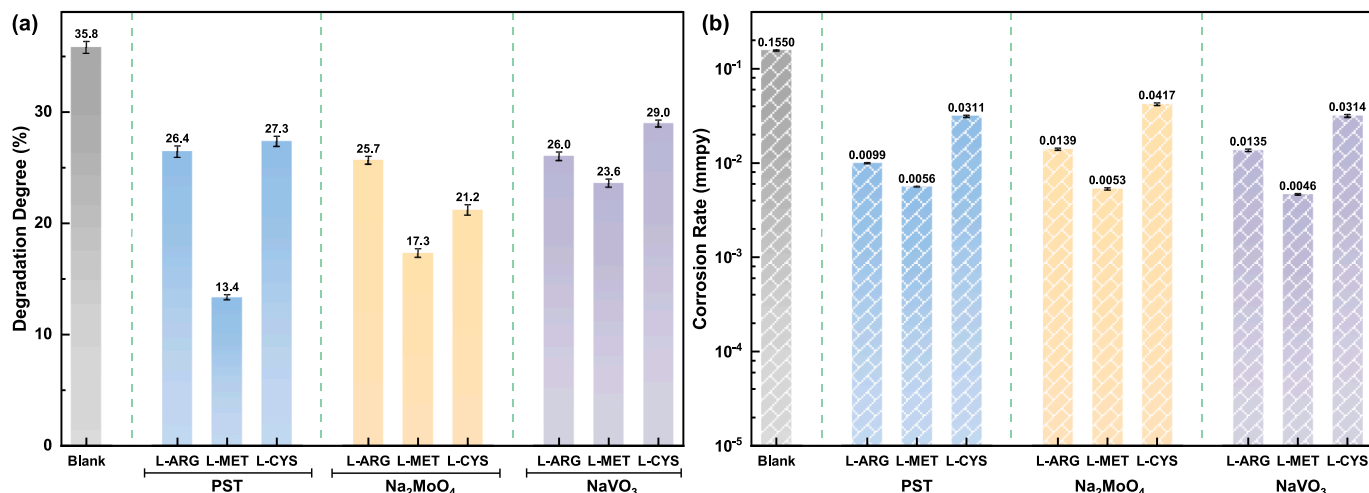 (a)
Degradation Degree (%)
30
20
10
0
35.8
26.4
13.4
27.3
25.7
17.3
21.2
26.0
23.6
29.0
Blank
L-ARG L-MET L-CYS
L-ARG L-MET L-CYS
L-ARG L-MET L-CYS
PST
Na₂MoO₄
NaVO₃
(b)
Corrosion Rate (mmpy)
10⁻¹
10⁻²
10⁻³
10⁻⁴
10⁻⁵
0.1550
0.0099
0.0056
0.0311
0.0139
0.0053
0.0417
0.0135
0.0046
0.0314
Blank
L-ARG L-MET L-CYS
L-ARG L-MET L-CYS
L-ARG L-MET L-CYS
PST
Na₂MoO₄
NaVO₃